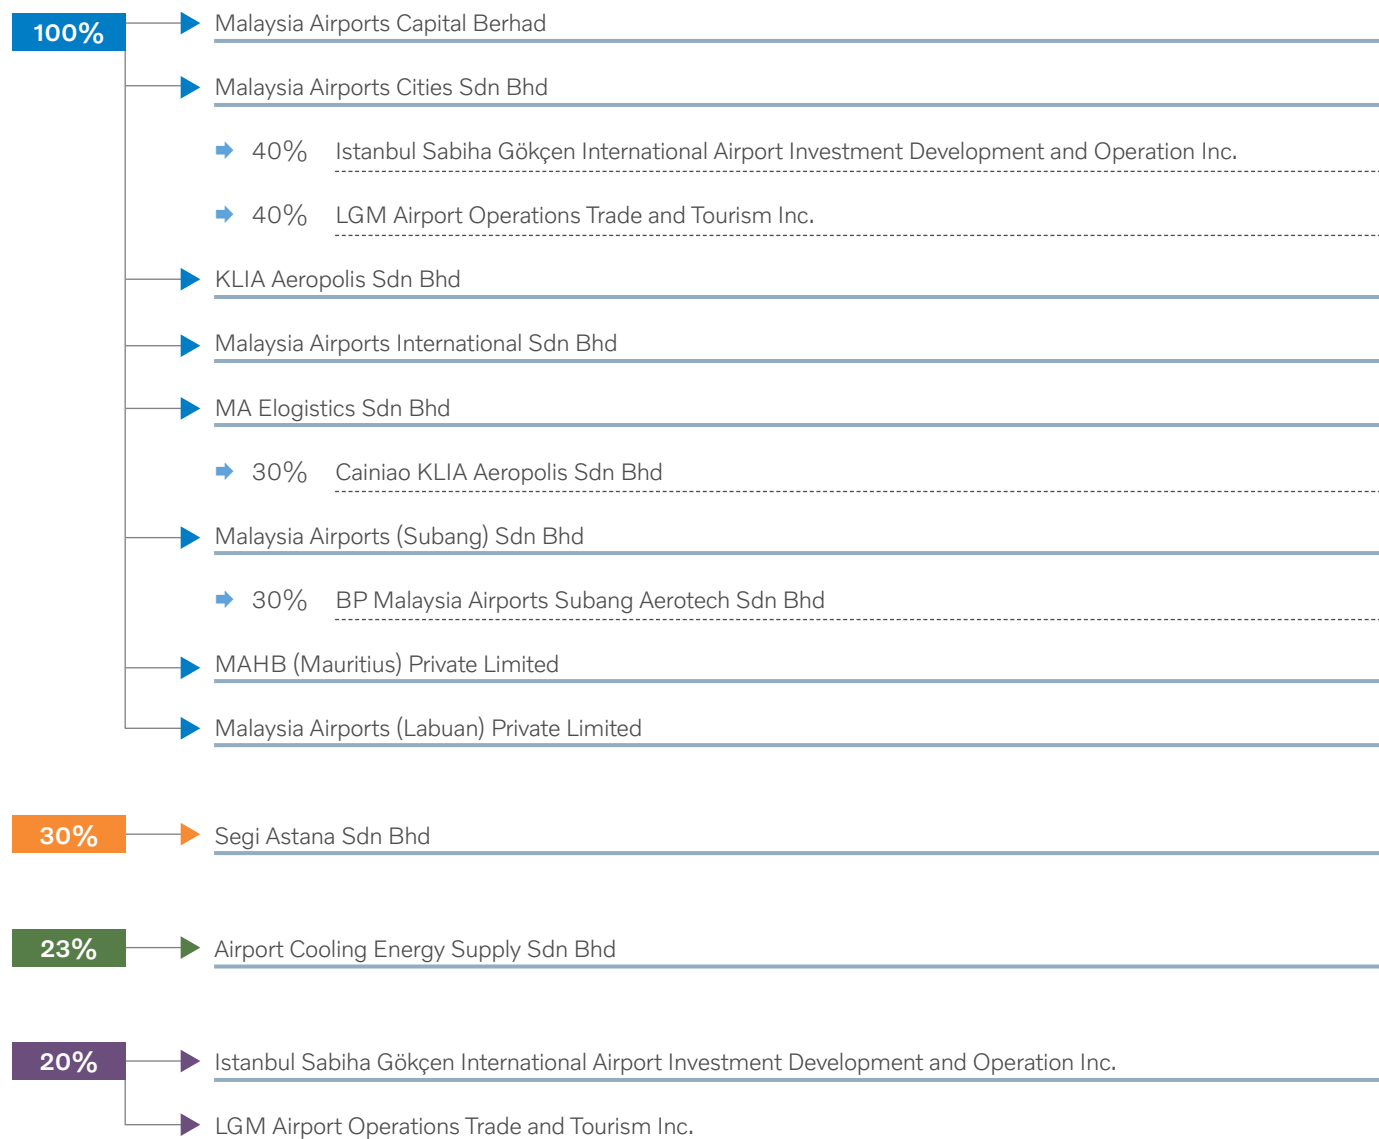 100% Malaysia Airports Capital Berhad
Malaysia Airports Cities Sdn Bhd
40% Istanbul Sabiha Gökçen International Airport Investment Development and Operation Inc.
40% LGM Airport Operations Trade and Tourism Inc.
KLIA Aeropolis Sdn Bhd
Malaysia Airports International Sdn Bhd
MA Elogistics Sdn Bhd
30% Cainiao KLIA Aeropolis Sdn Bhd
Malaysia Airports (Subang) Sdn Bhd
30% BP Malaysia Airports Subang Aerotech Sdn Bhd
MAHB (Mauritius) Private Limited
Malaysia Airports (Labuan) Private Limited
30% Segi Astana Sdn Bhd
23% Airport Cooling Energy Supply Sdn Bhd
20% Istanbul Sabiha Gökçen International Airport Investment Development and Operation Inc.
LGM Airport Operations Trade and Tourism Inc.